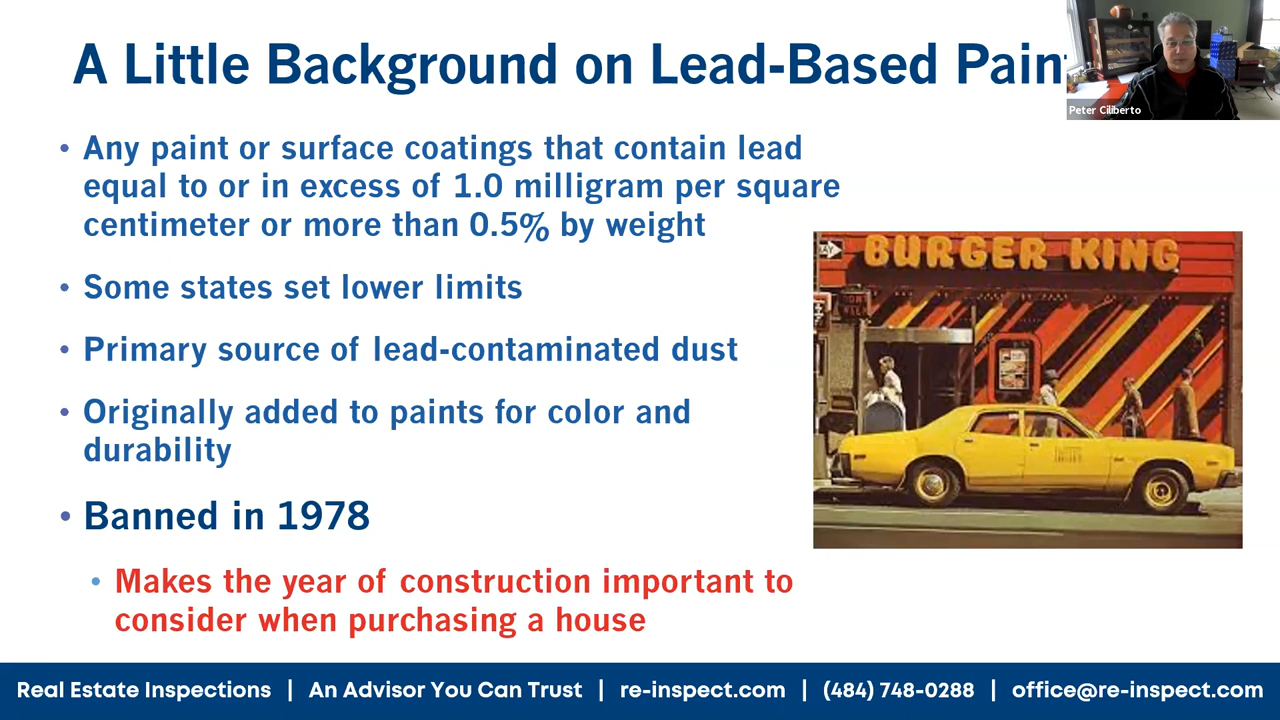 A Little Background on Lead-Based Pain
Peter Ciliberto
• Any paint or surface coatings that contain lead
equal to or in excess of 1.0 milligram per square
centimeter or more than 0.5% by weight
• Some states set lower limits
• Primary source of lead-contaminated dust
• Originally added to paints for color and
durability
• Banned in 1978
• Makes the year of construction important to
consider when purchasing a house
BURGER KING
Real Estate Inspections | An Advisor You Can Trust | re-inspect.com | (484) 748-0288 | office@re-inspect.com